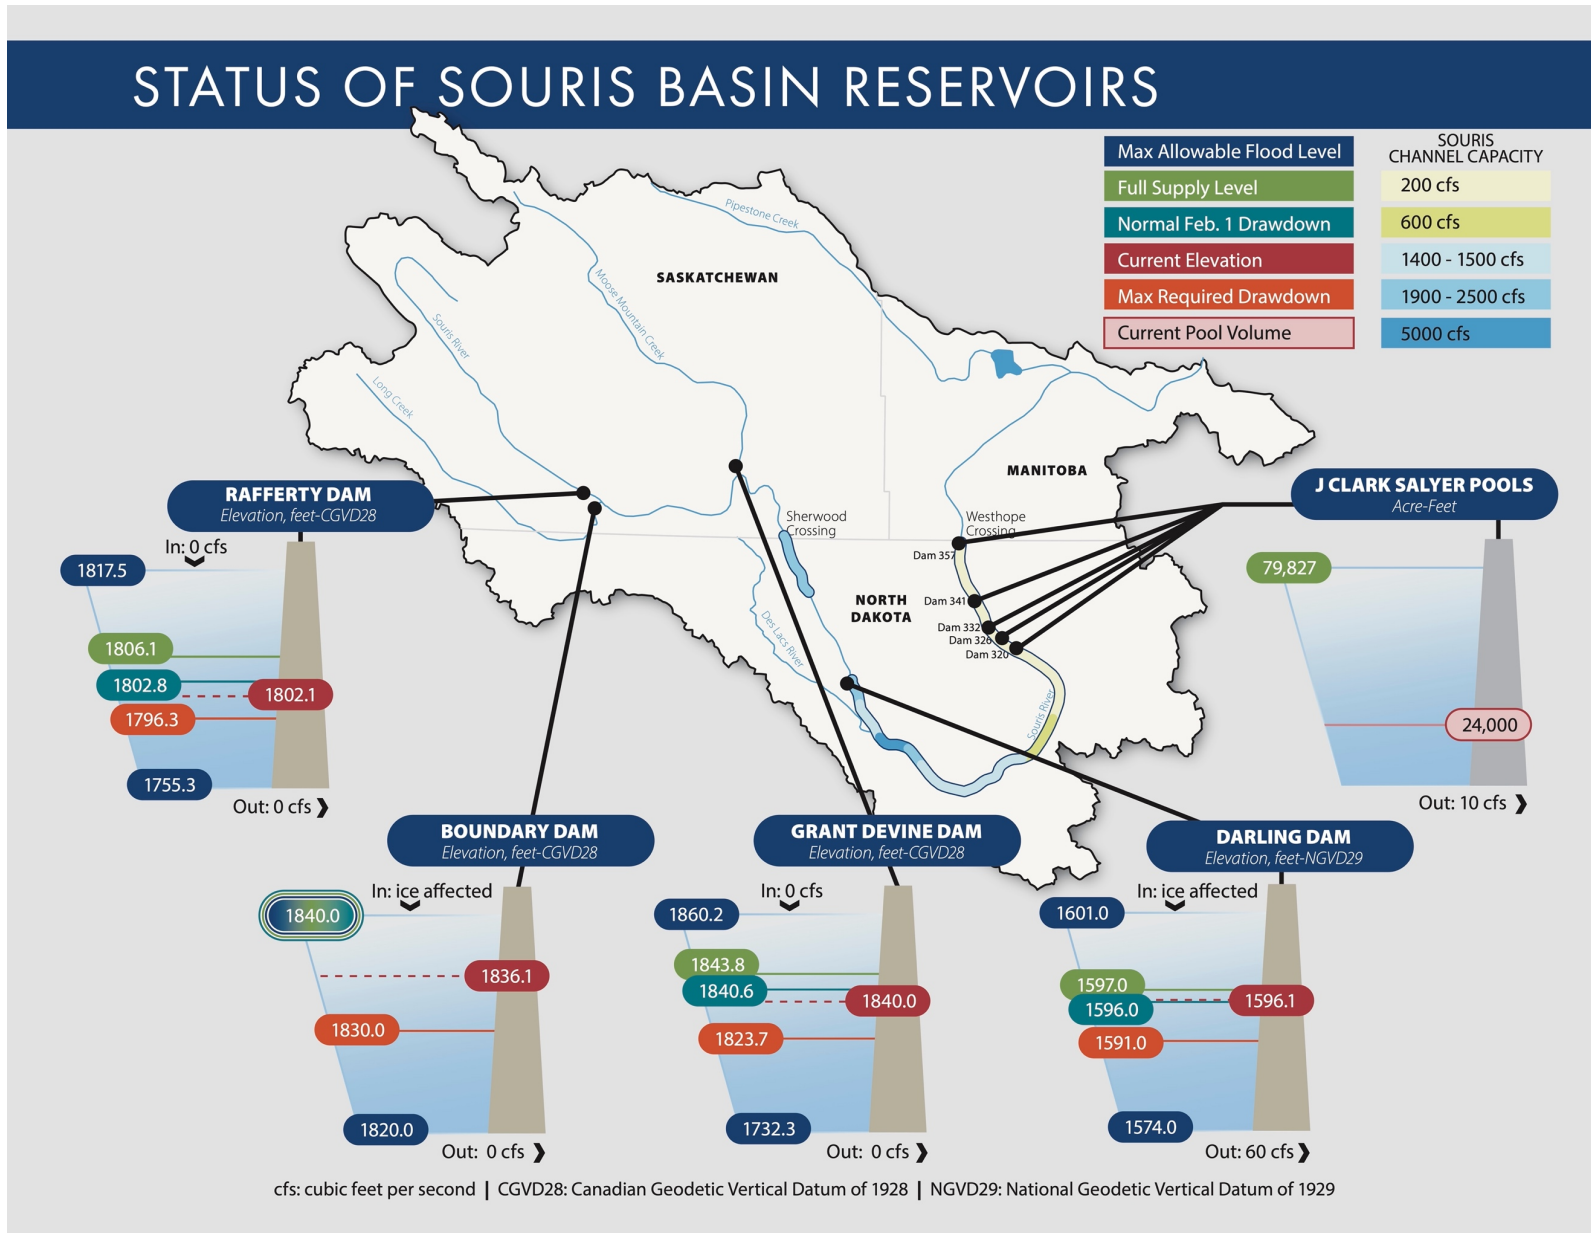 STATUS OF SOURIS BASIN RESERVOIRS
Max Allowable Flood Level
Full Supply Level
Normal Feb. 1 Drawdown
Current Elevation
Max Required Drawdown
Current Pool Volume
SOURIS
CHANNEL CAPACITY
200 cfs
600 cfs
1400 - 1500 cfs
1900 - 2500 cfs
5000 cfs
Pipestone Creek
SASKATCHEWAN
Moose Mountain Creek
Souris River
Long Creek
MANITOBA
Sherwood
Crossing
Westhope
Crossing
Dam 357
Dam 341
Dam 332
Dam 326
Dam 320
NORTH
DAKOTA
Des Lacs River
Souris River
RAFFERTY DAM
Elevation, feet-CGVD28
In: 0 cfs
1817.5
1806.1
1802.8
1802.1
1796.3
1755.3
Out: 0 cfs
J CLARK SALYER POOLS
Acre-Feet
79,827
24,000
Out: 10 cfs
BOUNDARY DAM
Elevation, feet-CGVD28
In: ice affected
1840.0
1836.1
1830.0
1820.0
Out: 0 cfs
GRANT DEVINE DAM
Elevation, feet-CGVD28
In: 0 cfs
1860.2
1843.8
1840.6
1840.0
1823.7
1732.3
Out: 0 cfs
DARLING DAM
Elevation, feet-NGVD29
In: ice affected
1601.0
1597.0
1596.0
1596.1
1591.0
1574.0
Out: 60 cfs
cfs: cubic feet per second | CGVD28: Canadian Geodetic Vertical Datum of 1928 | NGVD29: National Geodetic Vertical Datum of 1929